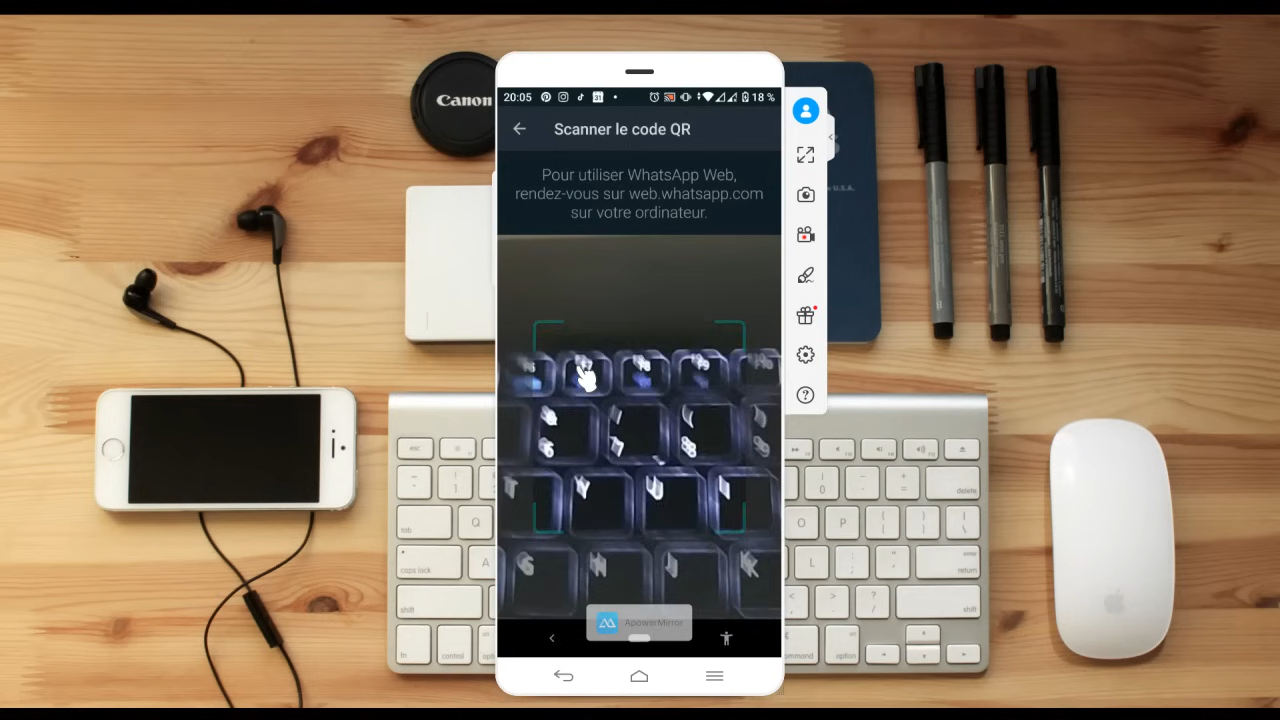 Canon
20:05
31
18 %
Scanner le code QR
Pour utiliser WhatsApp Web,
rendez-vous sur web.whatsapp.com
sur votre ordinateur.
U.S.A.
esc
delete
tab
Q
O
P
caps lock
A
L
return
shift
shift
fn
control
option
T
Y
U
I
G
H
J
K
ApowerMirror